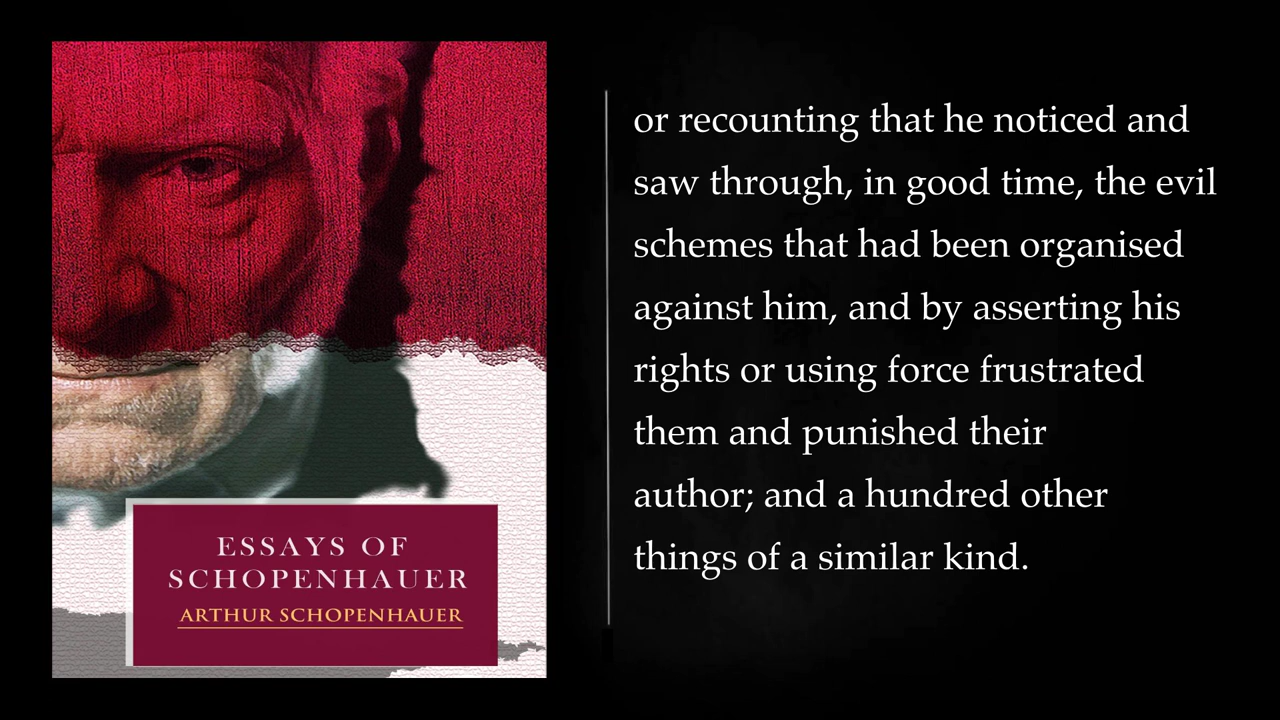 ESSAYS OF
SCHOPENHAUER
ARTHUR SCHOPENHAUER
or recounting that he noticed and
saw through, in good time, the evil
schemes that had been organised
against him, and by asserting his
rights or using force frustrated
them and punished their
author; and a hundred other
things of a similar kind.